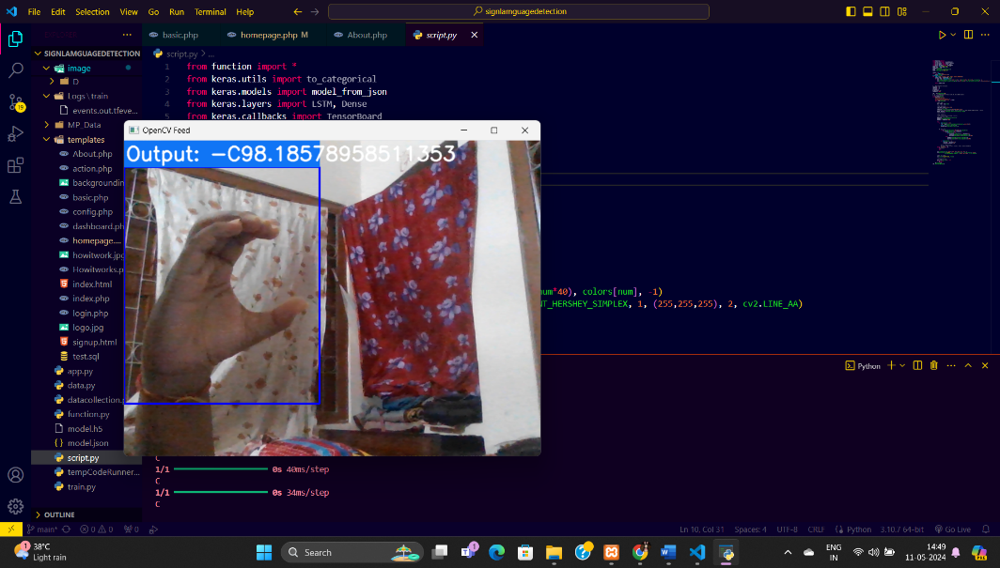 File Edit Selection View Go Run Terminal Help
signlamguagedetection
basic.php
homepage.php M
About.php
script.py
script.py > ...
SIGNLAMGUAGEDETECTION
image
D
Logs \ train
events.out.tfeve...
MP_Data
templates
About.php
action.php
backgroundin
basic.php
config.php
dashboard.ph
homepage....
howitwork.jpg
Howitworks.p
index.html
index.php
login.php
logo.jpg
signup.html
test.sql
app.py
data.py
datacollection.
function.py
model.h5
model.json
script.py
tempCodeRunner...
train.py
OUTLINE
19
1 from function import *
2 from keras.utils import to_categorical
3 from keras.models import model_from_json
4 from keras.layers import LSTM, Dense
5 from keras.callbacks import TensorBoard
OpenCV Feed
Output: -C98.18578958511353
num*40), colors[num], -1)
NT_HERSHEY_SIMPLEX, 1, (255,255,255), 2, cv2.LINE_AA)
Python
C
1/1 0s 40ms/step
C
1/1 0s 34ms/step
C
main* 0 0 0
Ln 10, Col 31 Spaces: 4 UTF-8 CRLF Python 3.10.7 64-bit Go Live
1
38°C
Light rain
Search
1
ENG
IN
14:49
11-05-2024